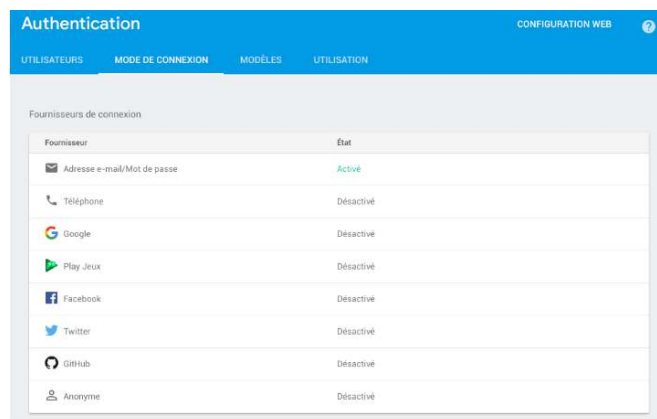 Authentication
CONFIGURATION WEB
UTILISATEURS MODE DE CONNEXION MODÈLES UTILISATION
Fournisseurs de connexion
Fournisseur État
Adresse e-mail/Mot de passe Activé
Téléphone Désactivé
Google Désactivé
Play Jeux Désactivé
Facebook Désactivé
Twitter Désactivé
GitHub Désactivé
Anonyme Désactivé